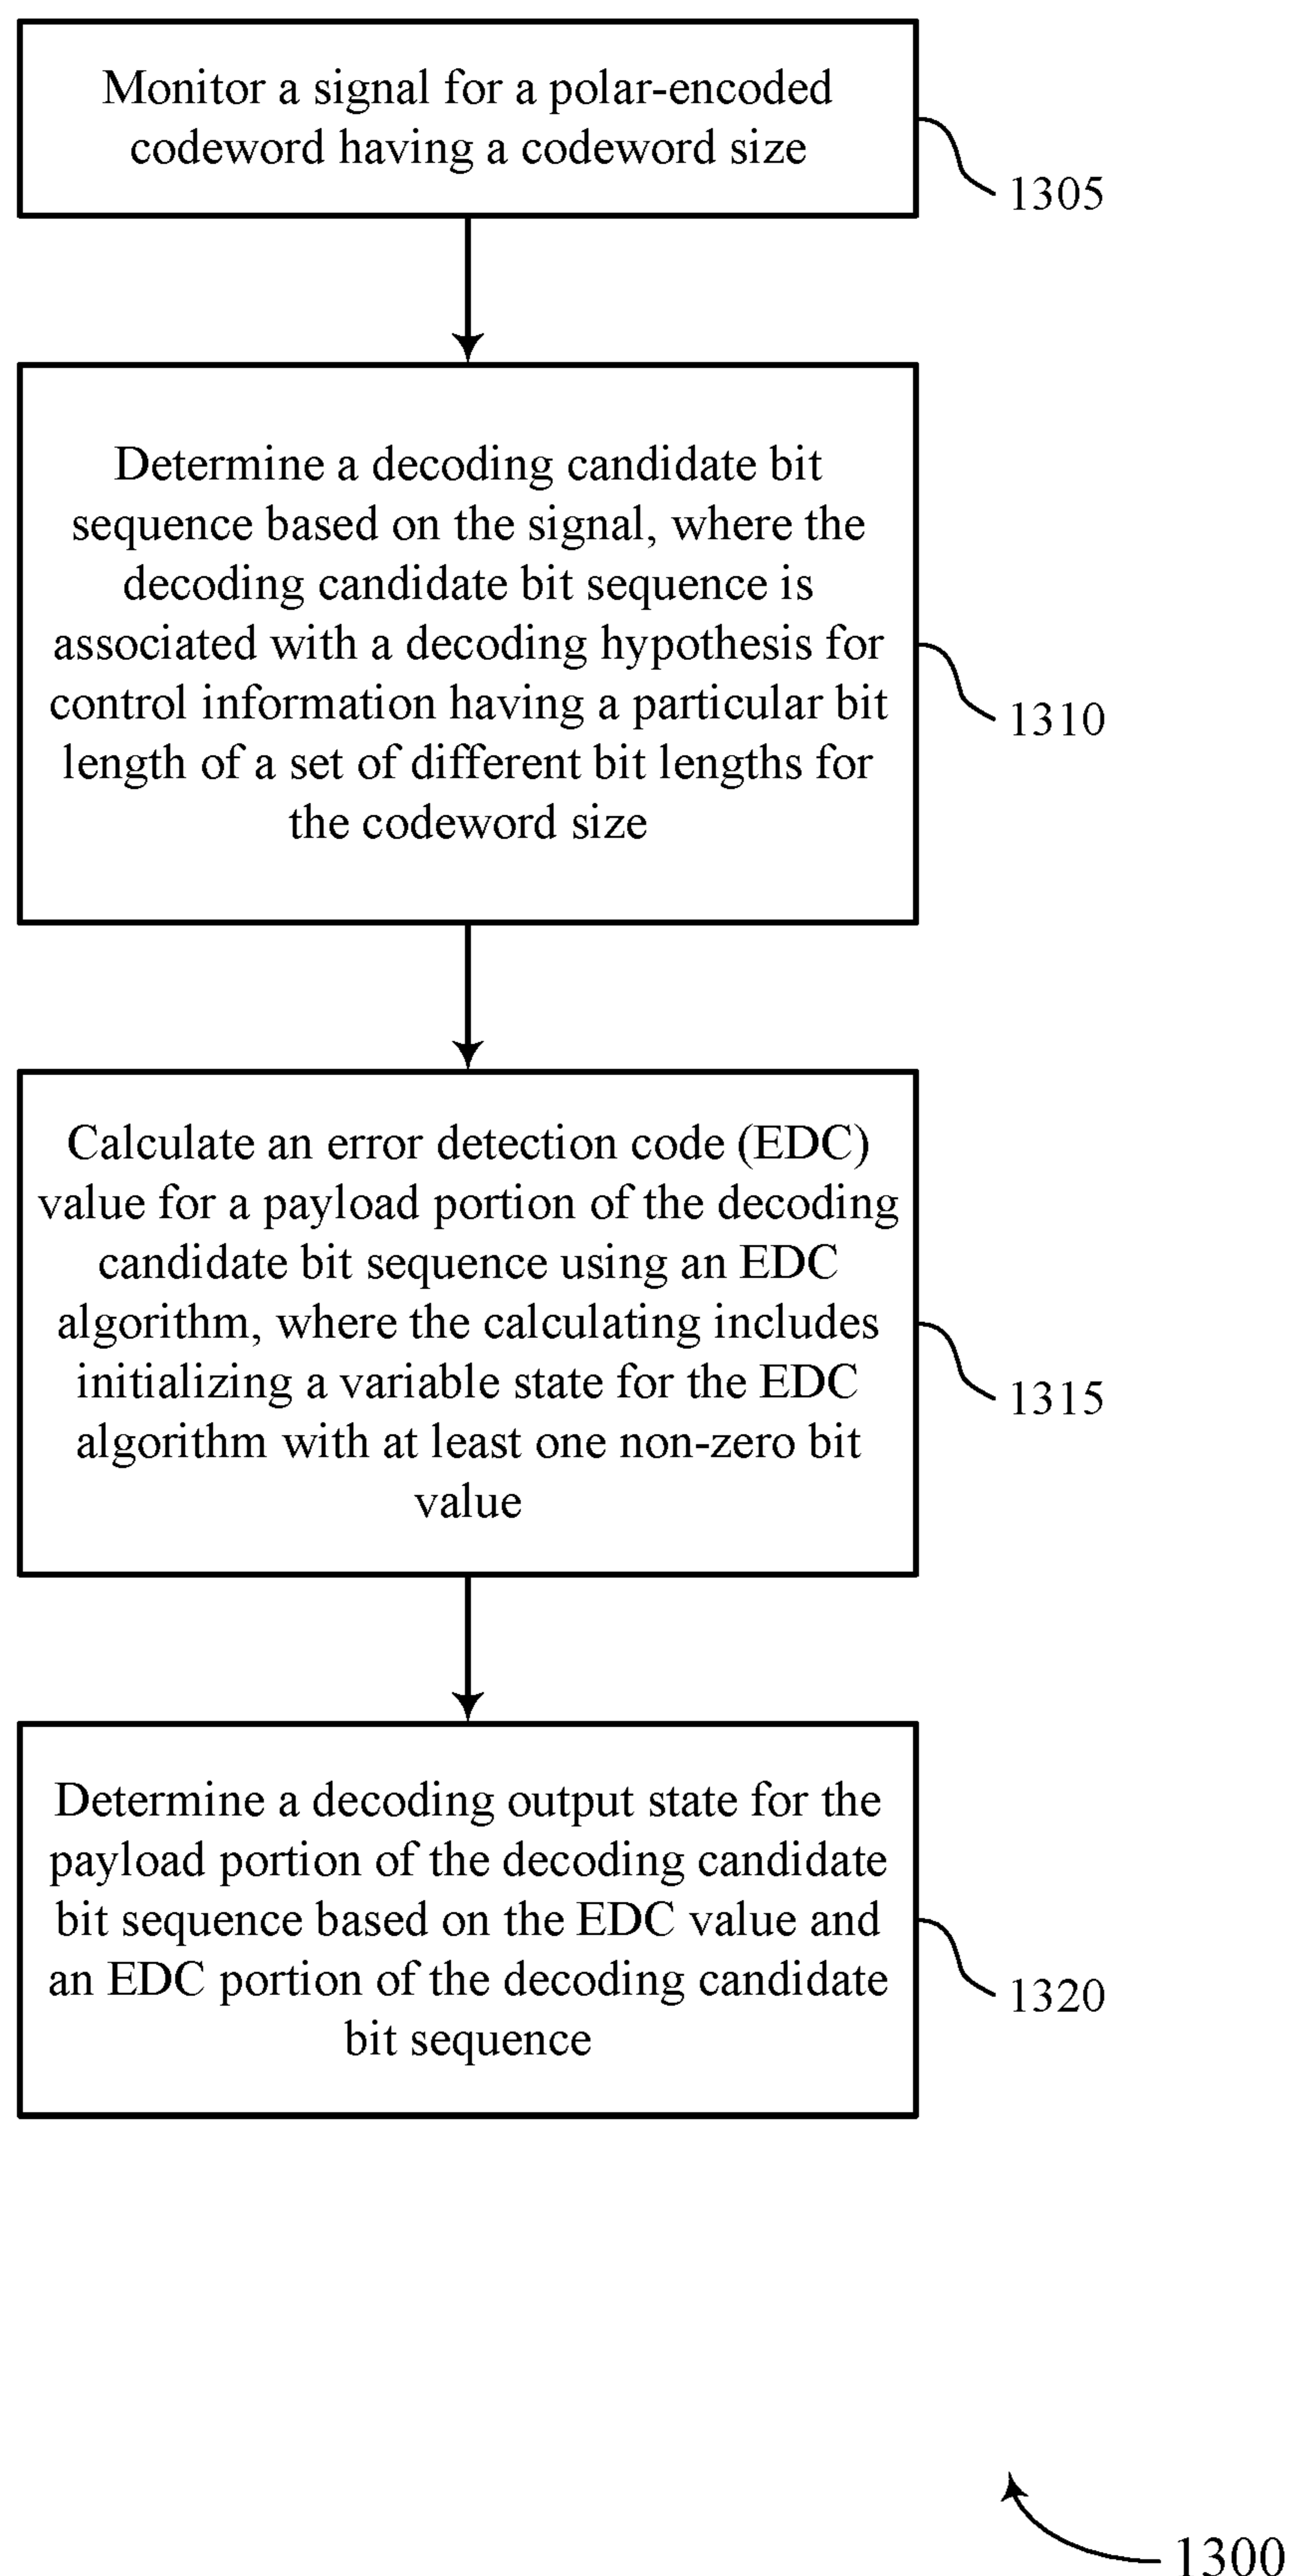 Monitor a signal for a polar-encoded
codeword having a codeword size
1305
Determine a decoding candidate bit
sequence based on the signal, where the
decoding candidate bit sequence is
associated with a decoding hypothesis for
control information having a particular bit
length of a set of different bit lengths for
the codeword size
1310
Calculate an error detection code (EDC)
value for a payload portion of the decoding
candidate bit sequence using an EDC
algorithm, where the calculating includes
initializing a variable state for the EDC
algorithm with at least one non-zero bit
value
1315
Determine a decoding output state for the
payload portion of the decoding candidate
bit sequence based on the EDC value and
an EDC portion of the decoding candidate
bit sequence
1320
1300